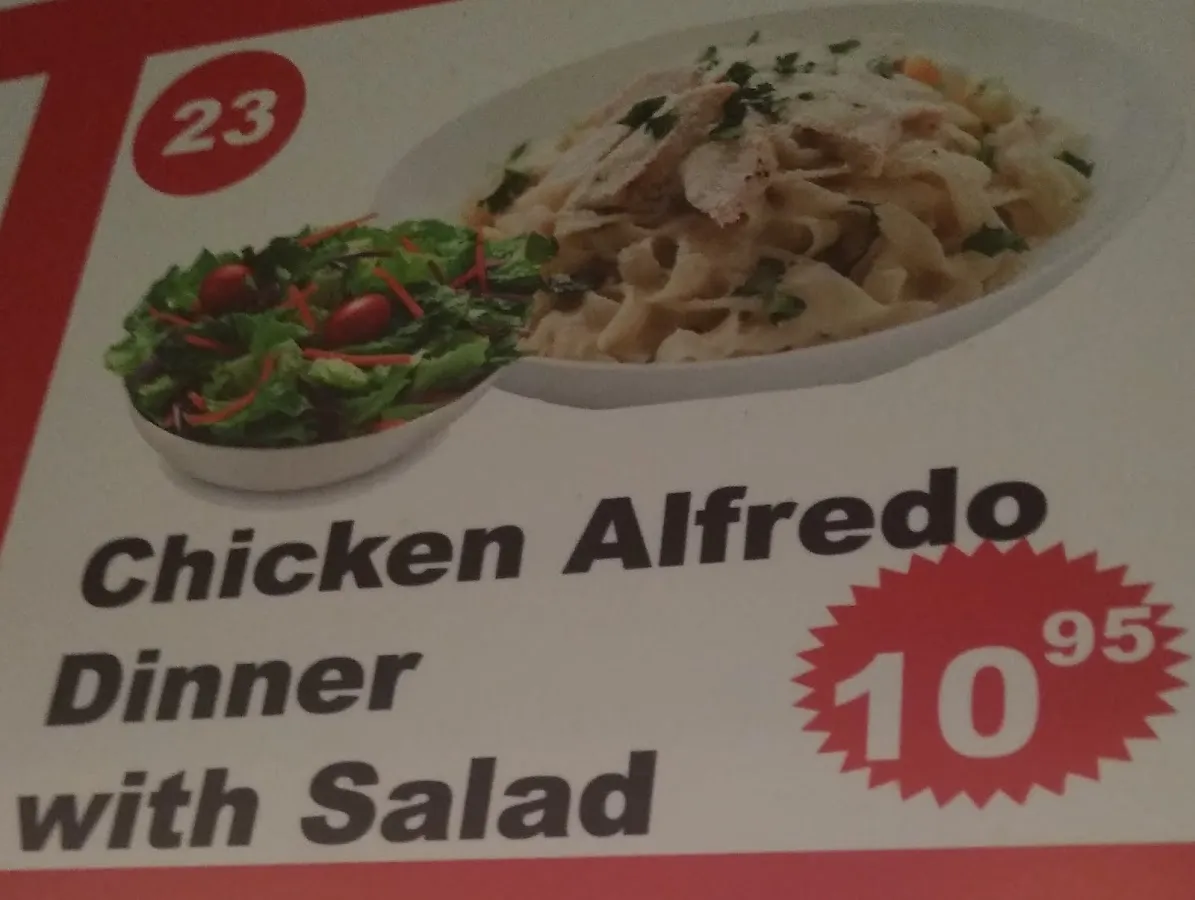 23
Chicken Alfredo
Dinner
10 95
with Salad